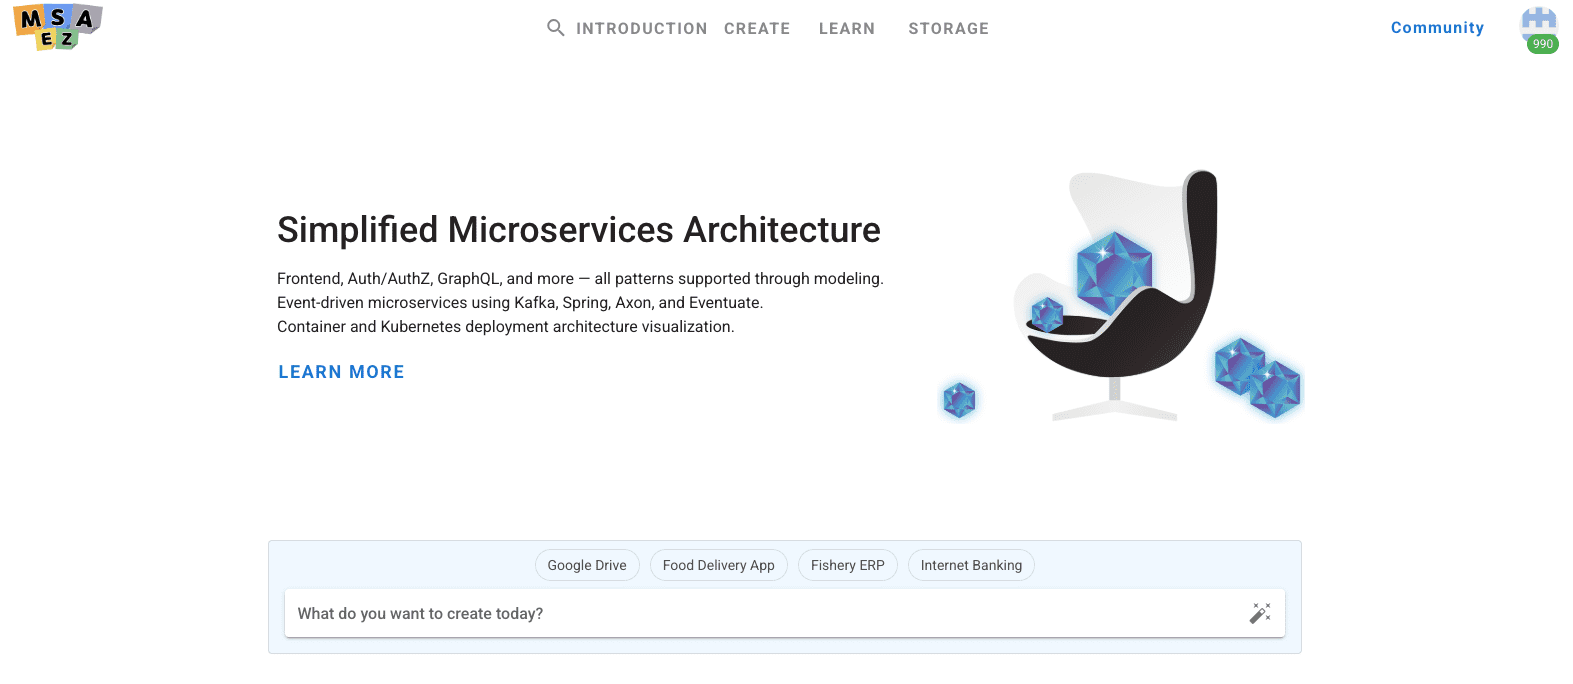 MSA
EZ
INTRODUCTION CREATE LEARN STORAGE
Community
990
Simplified Microservices Architecture
Frontend, Auth/AuthZ, GraphQL, and more — all patterns supported through modeling.
Event-driven microservices using Kafka, Spring, Axon, and Eventuate.
Container and Kubernetes deployment architecture visualization.
LEARN MORE
Google Drive Food Delivery App Fishery ERP Internet Banking
What do you want to create today?